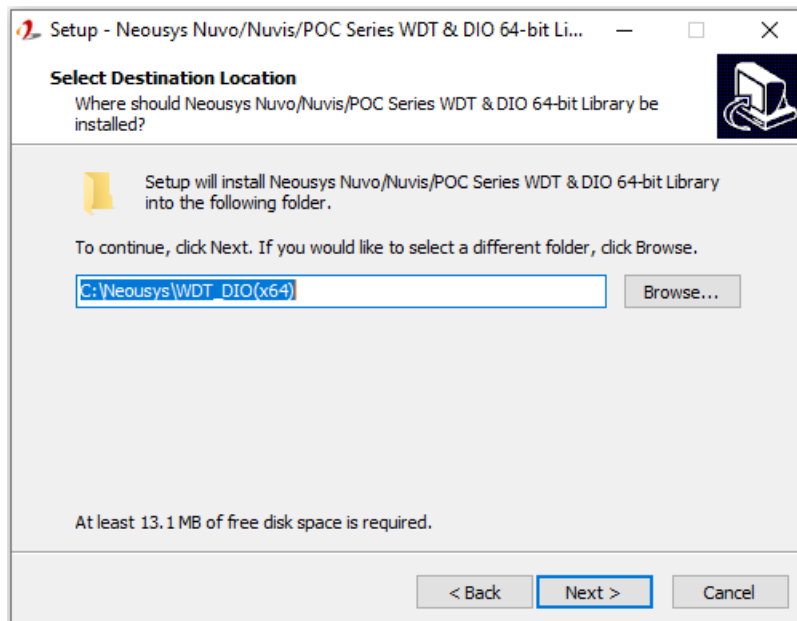 Setup - Neousys Nuvo/Nuvis/POC Series WDT & DIO 64-bit Li...
Select Destination Location
Where should Neousys Nuvo/Nuvis/POC Series WDT & DIO 64-bit Library be
installed?
Setup will install Neousys Nuvo/Nuvis/POC Series WDT & DIO 64-bit Library
into the following folder.
To continue, click Next. If you would like to select a different folder, click Browse.
C:\Neousys\WDT_DIO(x64)
Browse...
At least 13.1 MB of free disk space is required.
< Back
Next >
Cancel